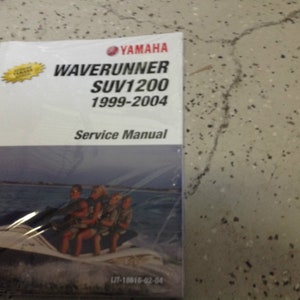 YAMAHA
WAVERUNNER
SUV1200
1999-2004
Service Manual